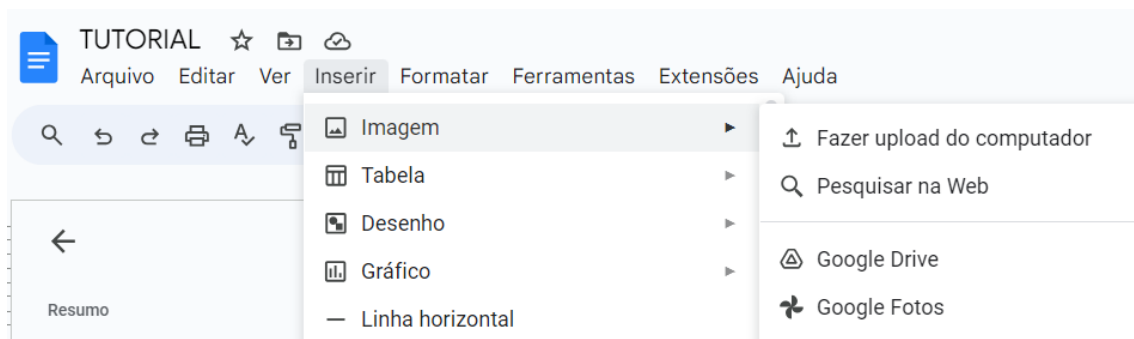 TUTORIAL
Arquivo Editar Ver Inserir Formatar Ferramentas Extensões Ajuda
Imagem
Tabela
Desenho
Gráfico
Linha horizontal
Fazer upload do computador
Pesquisar na Web
Google Drive
Google Fotos
Resumo